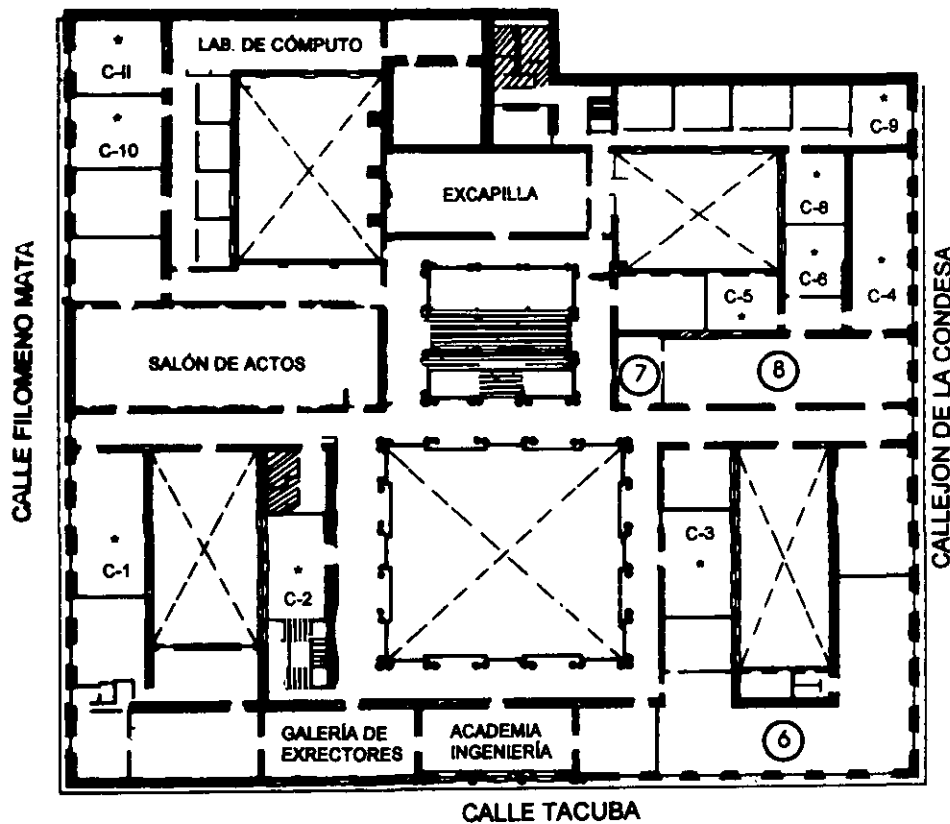 LAB. DE CÓMPUTO
C-11
C-10
C-9
EXCAPILLA
C-8
C-6
C-5
C-4
SALÓN DE ACTOS
7
8
CALLE FILOMENO MATA
CALLEJON DE LA CONDESA
C-1
C-2
C-3
GALERÍA DE
EXRECTORES
ACADEMIA
INGENIERÍA
6
CALLE TACUBA